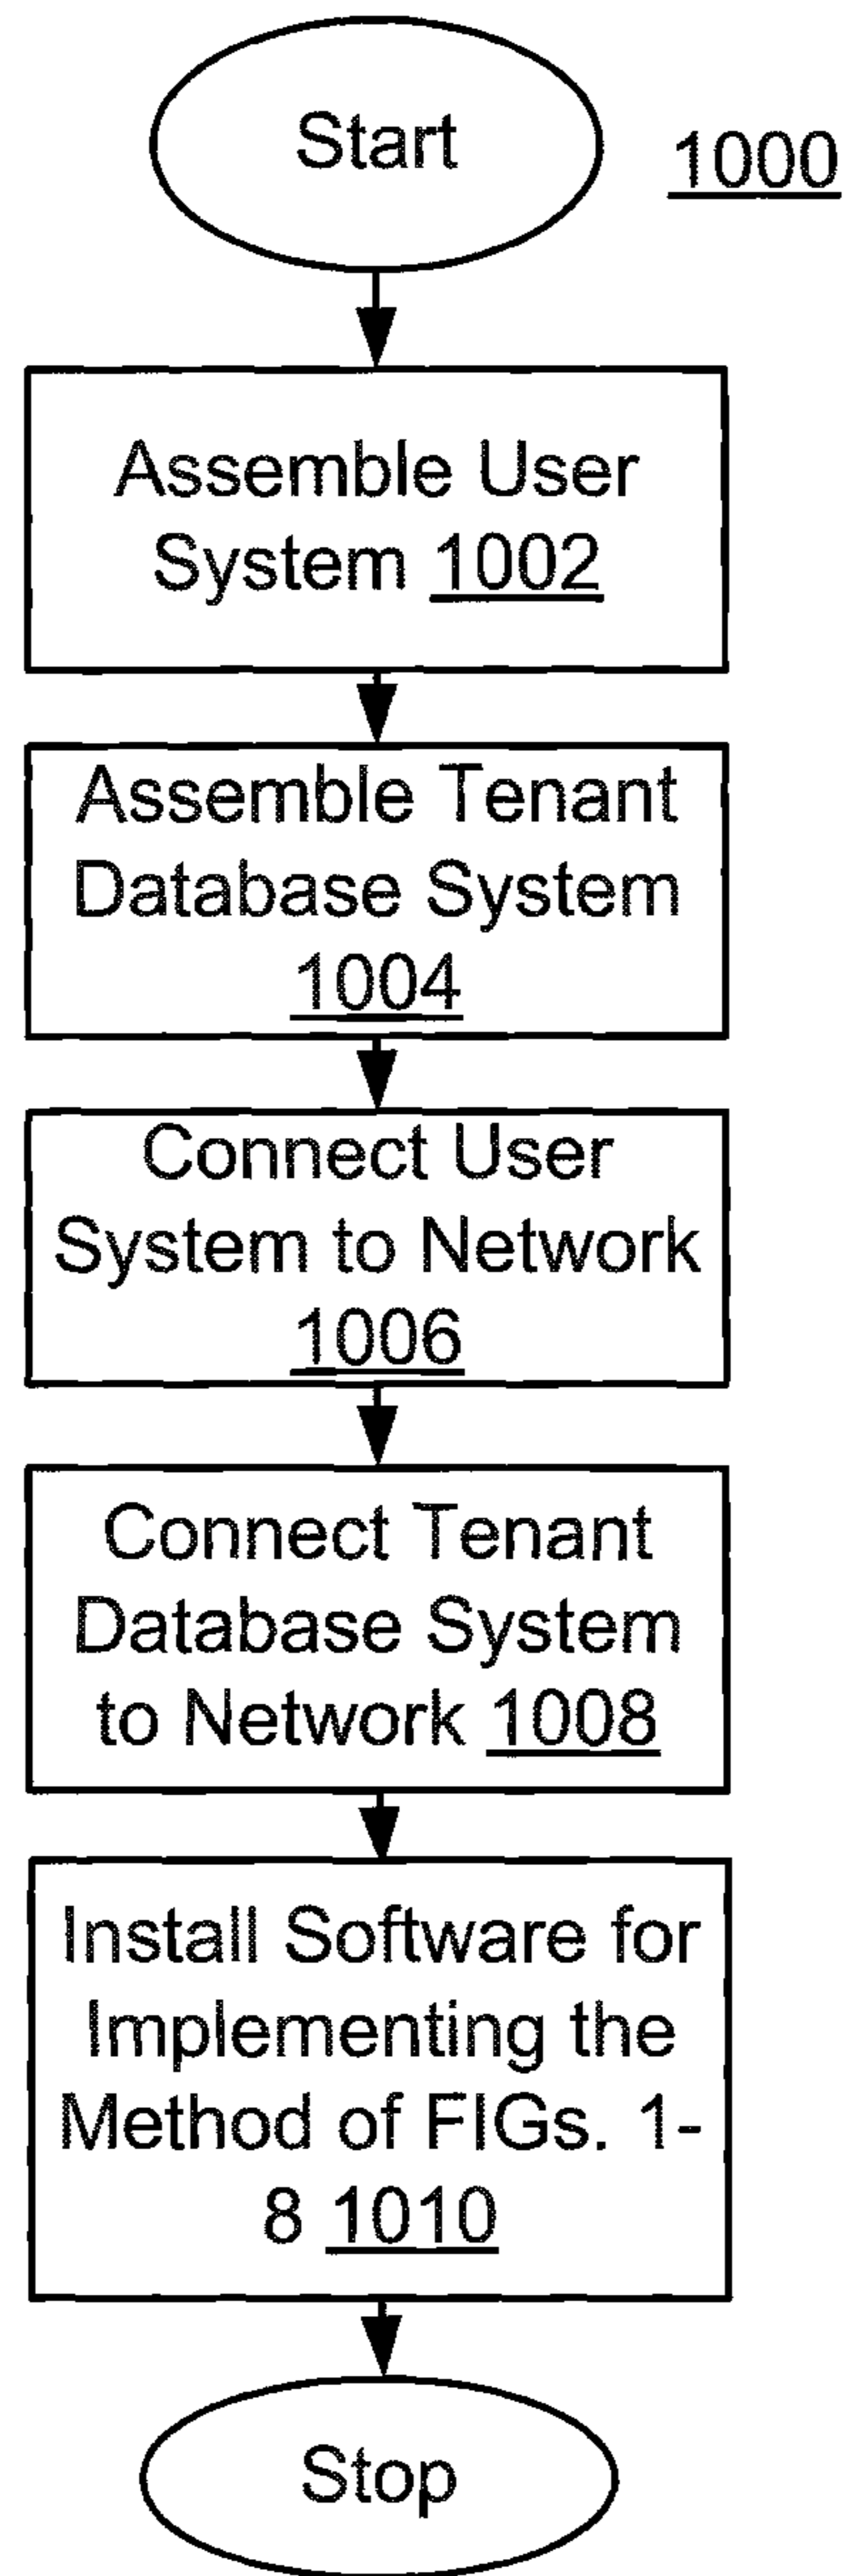 Start
1000
Assemble User
System 1002
Assemble Tenant
Database System
1004
Connect User
System to Network
1006
Connect Tenant
Database System
to Network 1008
Install Software for
Implementing the
Method of FIGs. 1-
8 1010
Stop